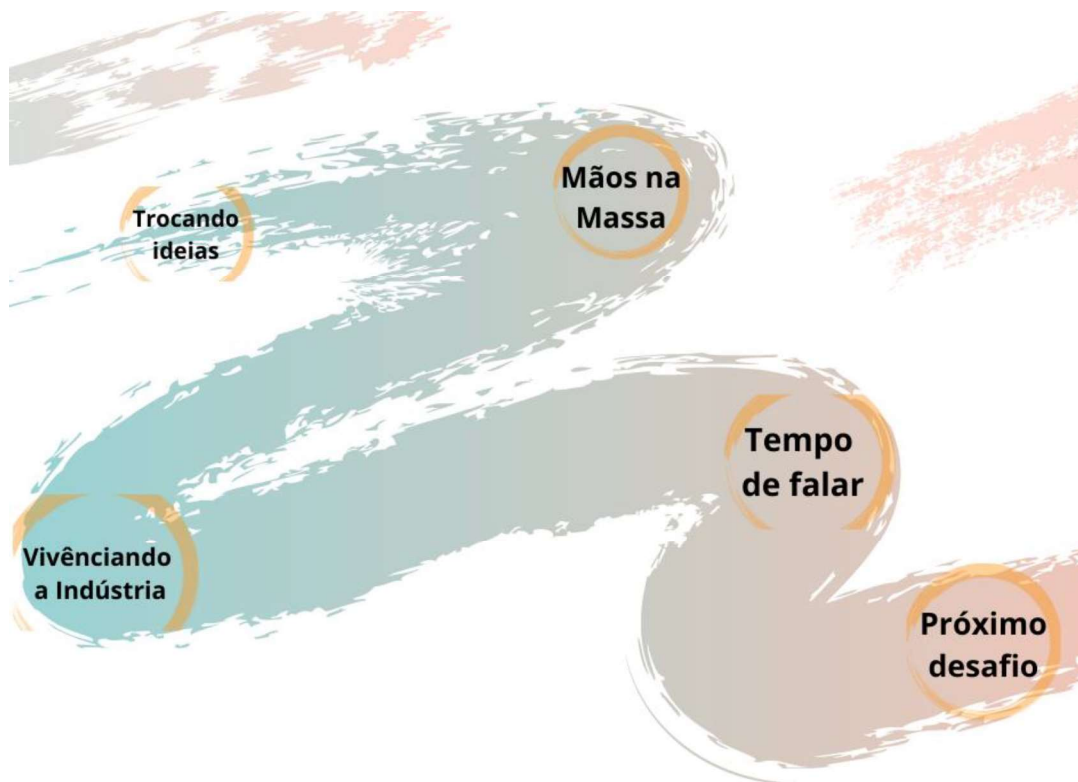 Trocando
ideias
Mãos na
Massa
Vivênciando
a Indústria
Tempo
de falar
Próximo
desafio